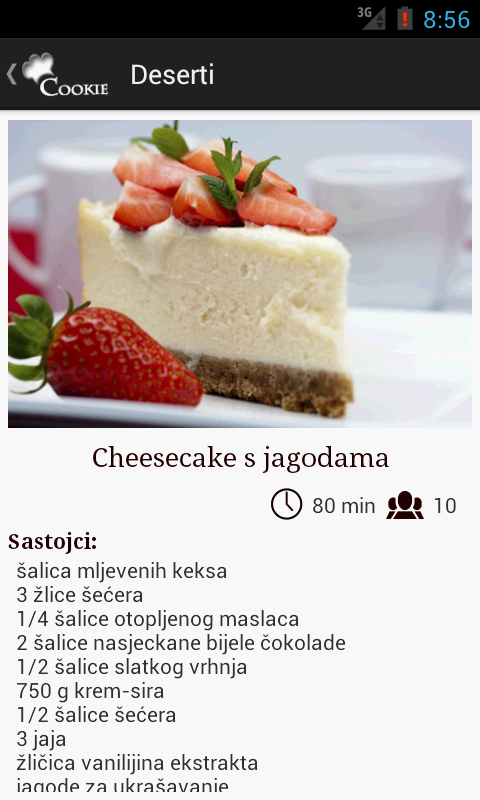 3G
8:56
COOKIE
Deserti
Cheesecake s jagodama
80 min 10
Sastojci:
šalica mljevenih keksa
3 žlice šećera
1/4 šalice otopljenog maslaca
2 šalice nasjeckane bijele čokolade
1/2 šalice slatkog vrhnja
750 g krem-sira
1/2 šalice šećera
3 jaja
žličica vanilijina ekstrakta
jagode za ukrašavanje